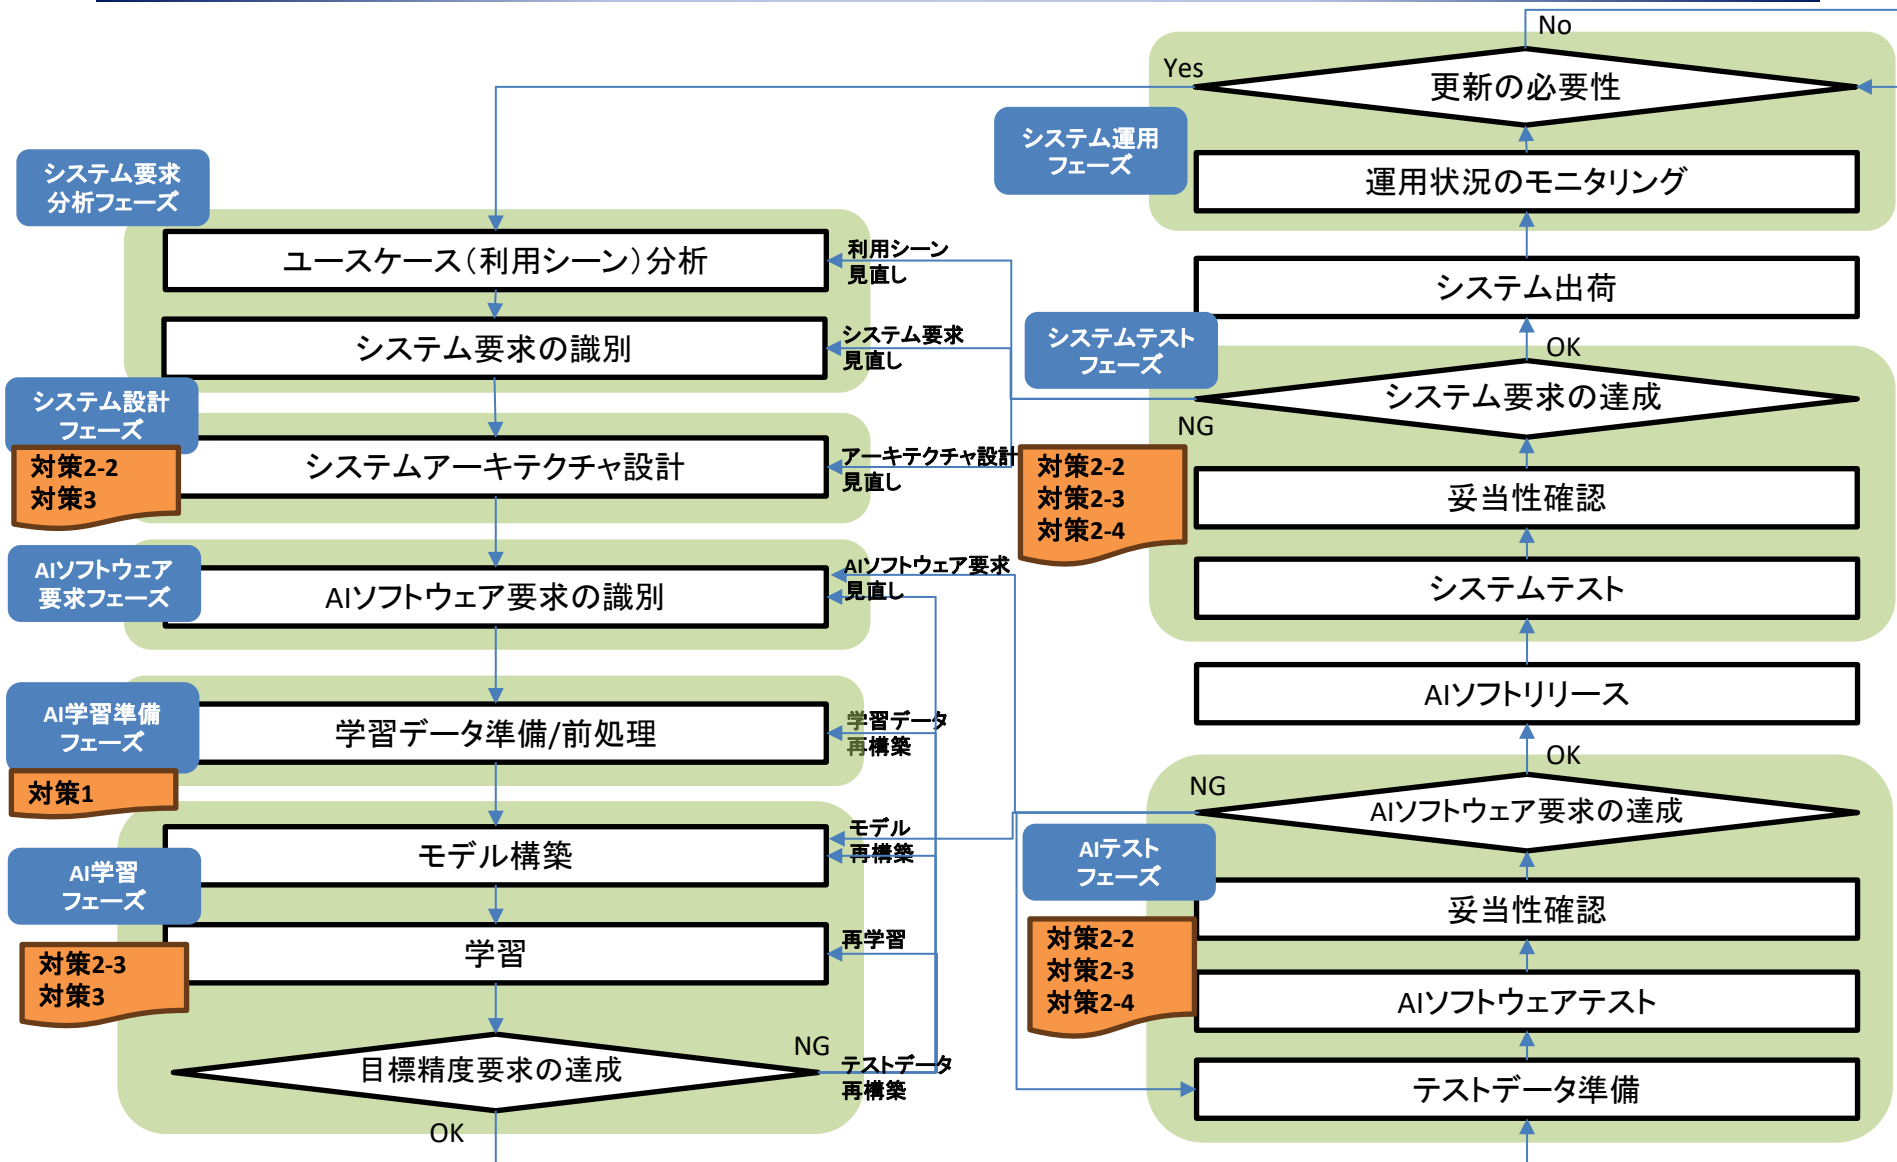 システム要求
分析フェーズ
ユースケース(利用シーン)分析
利用シーン
見直し
システム要求の識別
システム要求
見直し
システム設計
フェーズ
対策2-2
対策3
システムアーキテクチャ設計
アーキテクチャ設計
見直し
AIソフトウェア
要求フェーズ
AIソフトウェア要求の識別
AIソフトウェア要求
見直し
AI学習準備
フェーズ
対策1
学習データ準備/前処理
学習データ
再構築
AI学習
フェーズ
対策2-3
対策3
モデル構築
モデル
再構築
学習
再学習
目標精度要求の達成
NG
テストデータ
再構築
OK
No
Yes
更新の必要性
システム運用
フェーズ
運用状況のモニタリング
システム出荷
システムテスト
フェーズ
OK
システム要求の達成
NG
対策2-2
対策2-3
対策2-4
妥当性確認
システムテスト
AIソフトリリース
OK
NG
AIソフトウェア要求の達成
AIテスト
フェーズ
対策2-2
対策2-3
対策2-4
妥当性確認
AIソフトウェアテスト
テストデータ準備